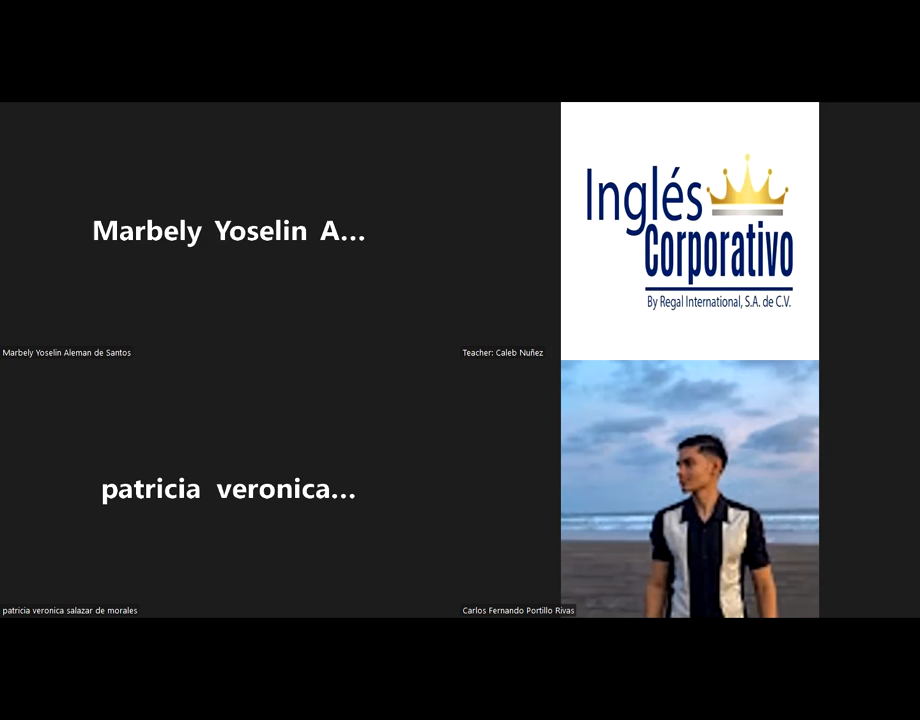 Marbely Yoselin A...
Marbely Yoselin Aleman de Santos
Inglés
Corporativo
By Regal International, S.A. de C.V.
Teacher: Caleb Nuñez
patricia veronica...
patricia veronica salazar de morales
Carlos Fernando Portillo Rivas